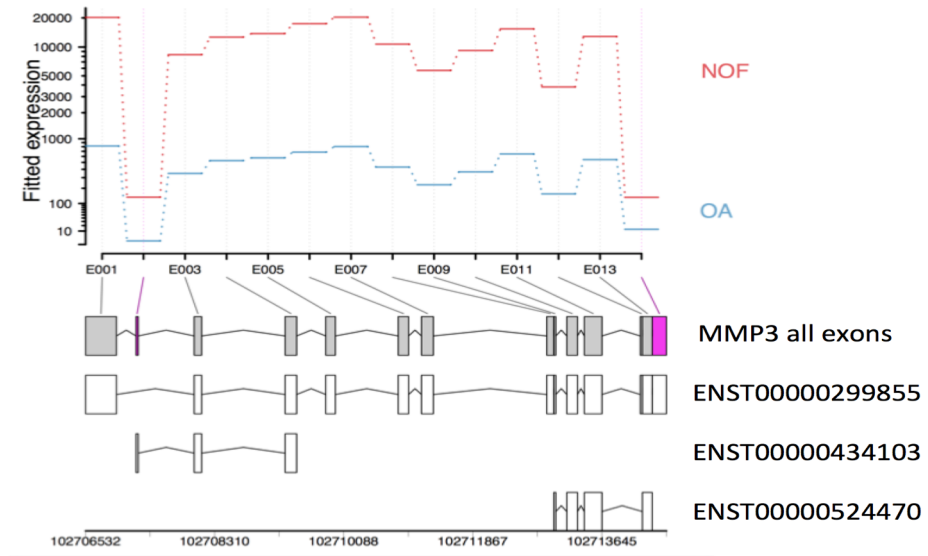 20000
10000
5000
3000
2000
1000
100
10
Fitted expression
NOF
OA
E001 E003 E005 E007 E009 E011 E013
MMP3 all exons
ENST00000299855
ENST00000434103
ENST00000524470
102706532 102708310 102710088 102711867 102713645